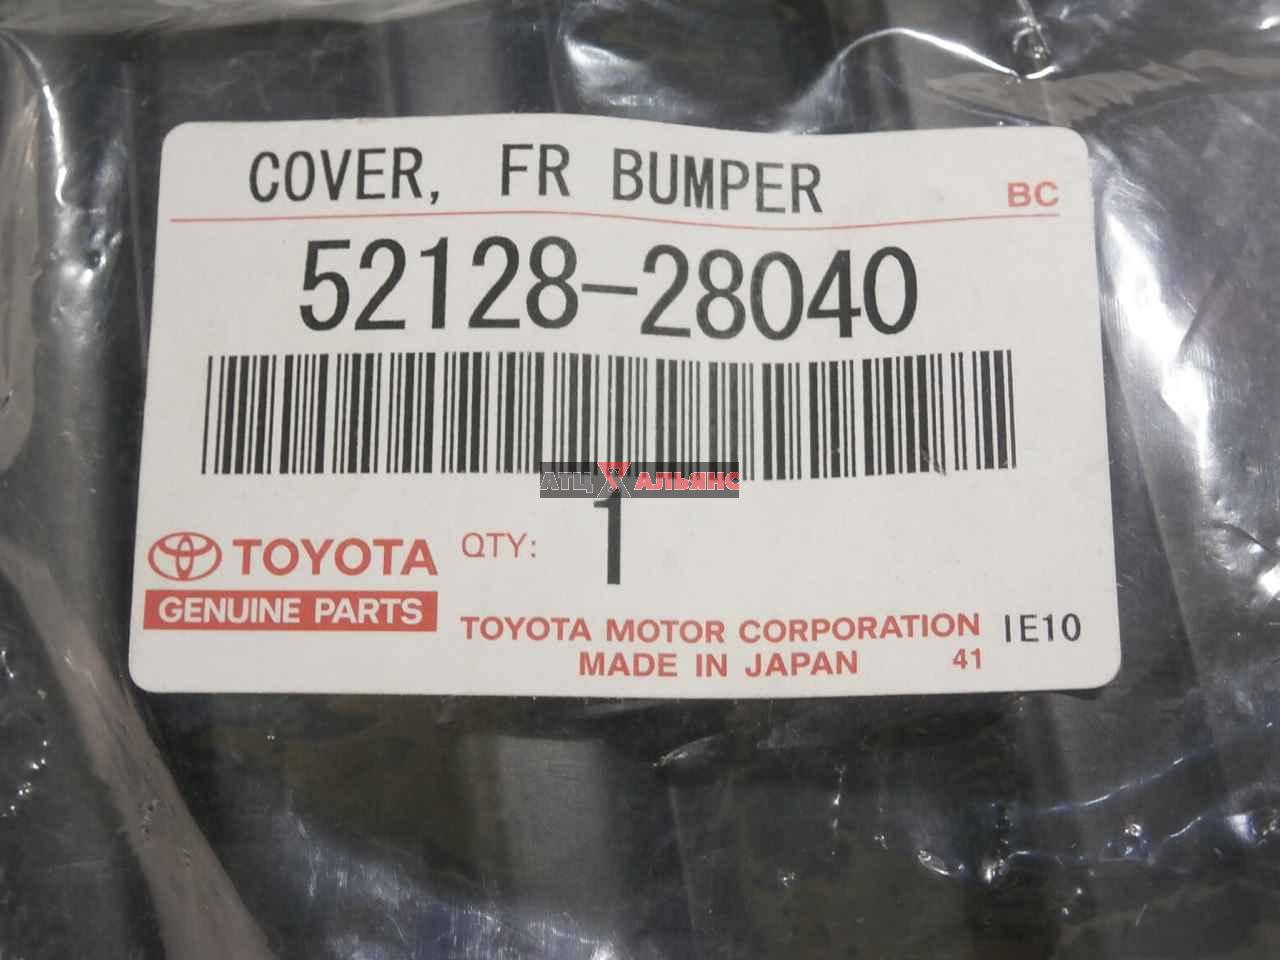 COVER, FR BUMPER
BC
52128-28040
АТЦ АЛЬЯНС
1
TOYOTA QTY:
GENUINE PARTS
TOYOTA MOTOR CORPORATION IE10
MADE IN JAPAN 41